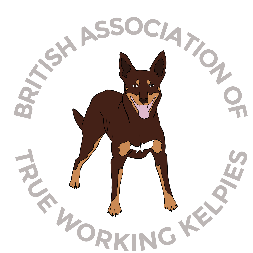 BRITISH ASSOCIATION OF
TRUE WORKING KELPIES